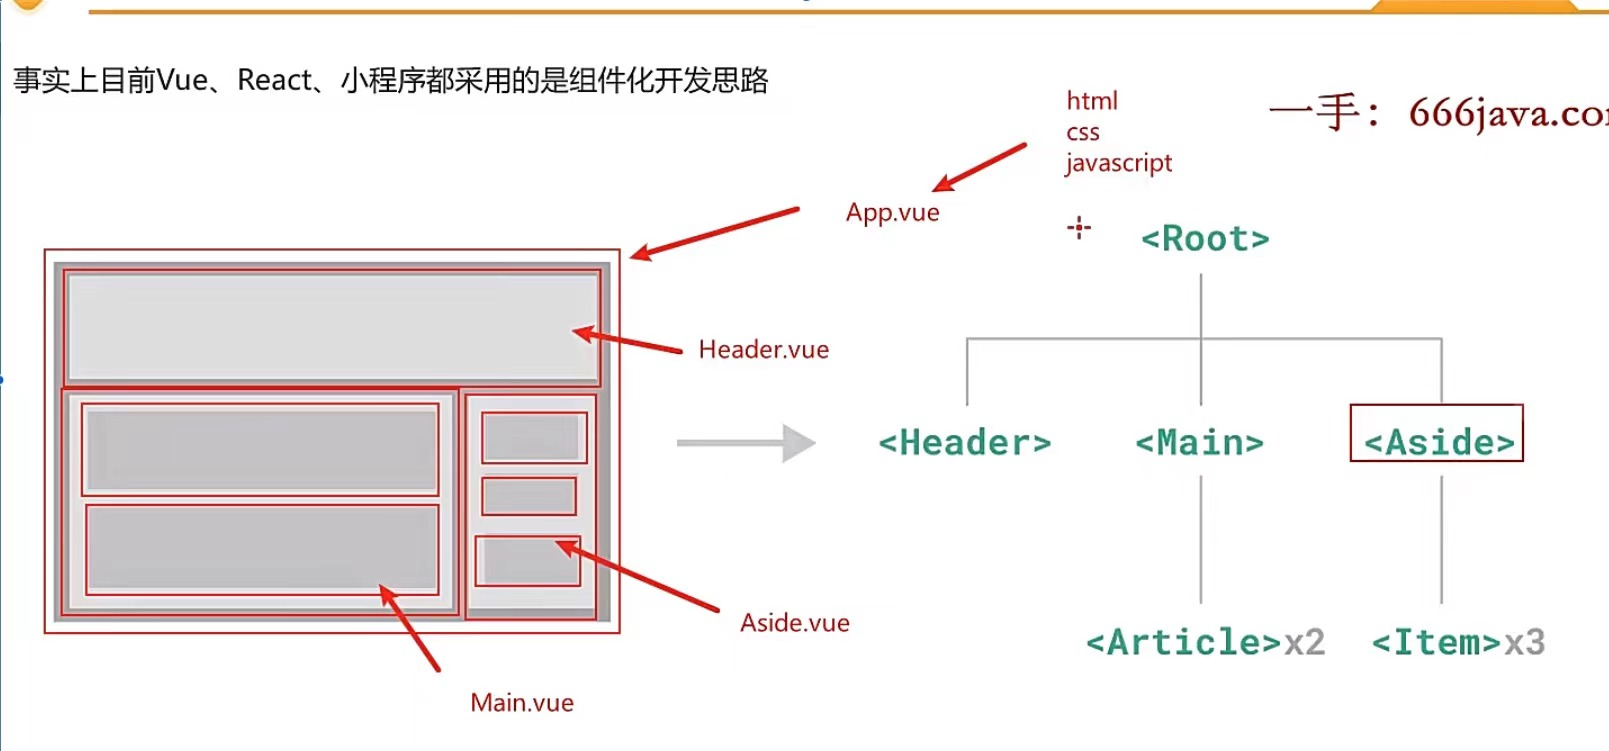 事实上目前Vue、React、小程序都采用的是组件化开发思路
html
css
javascript
一手：666java.co
App.vue
<Root>
Header.vue
<Header>
<Main>
<Aside>
Aside.vue
<Article>x2
<Item>x3
Main.vue